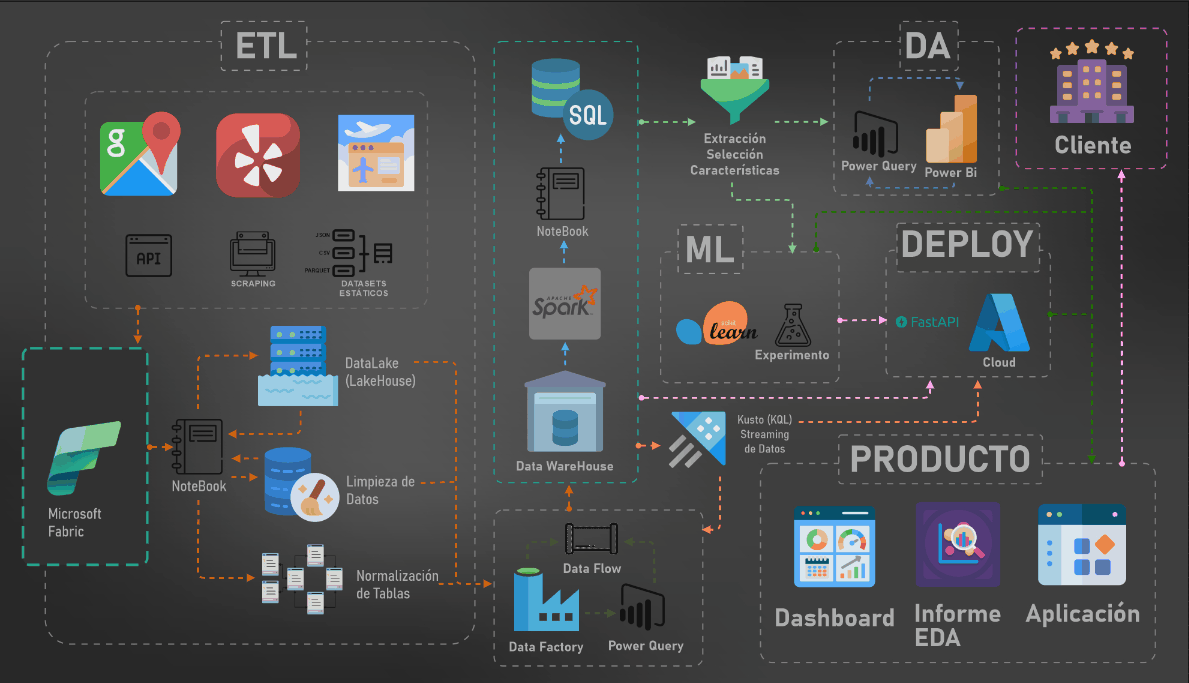 ETL
g
API
SCRAPING
JSON
CSV
PARQUET
DATASETS
ESTÁTICOS
Microsoft
Fabric
NoteBook
DataLake
(LakeHouse)
Limpieza de
Datos
Normalización
de Tablas
SQL
NoteBook
APACHE
Spark
Data WareHouse
Data Flow
Data Factory
Power Query
Extracción
Selección
Características
DA
Power Query
Power Bi
Cliente
ML
learn
Experimento
DEPLOY
FastAPI
Cloud
Kusto (KQL)
Streaming
de Datos
PRODUCTO
Dashboard
Informe
EDA
Aplicación